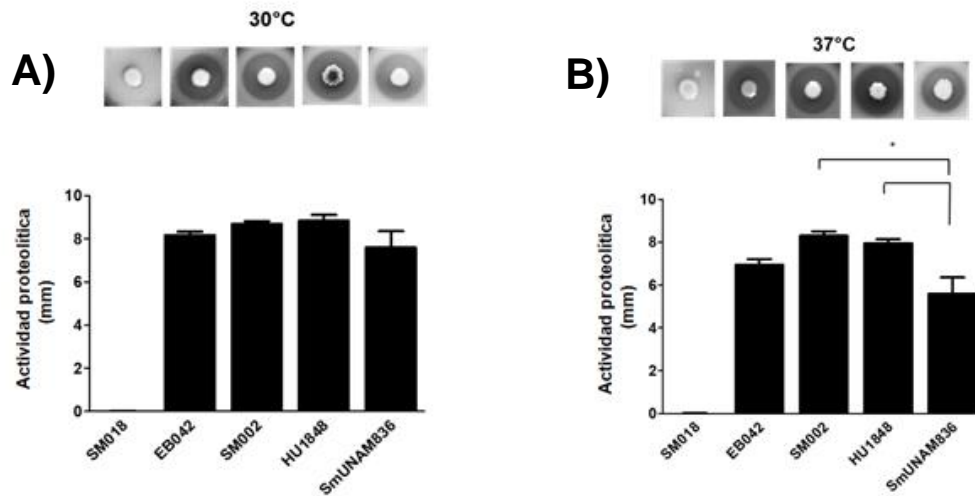 A)
30°C
Actividad proteolítica
(mm)
10
8
6
4
2
0
SM018
EB042
SM002
HU1848
SmUNAM836
B)
37°C
*
Actividad proteolítica
(mm)
10
8
6
4
2
0
SM018
EB042
SM002
HU1848
SmUNAM836